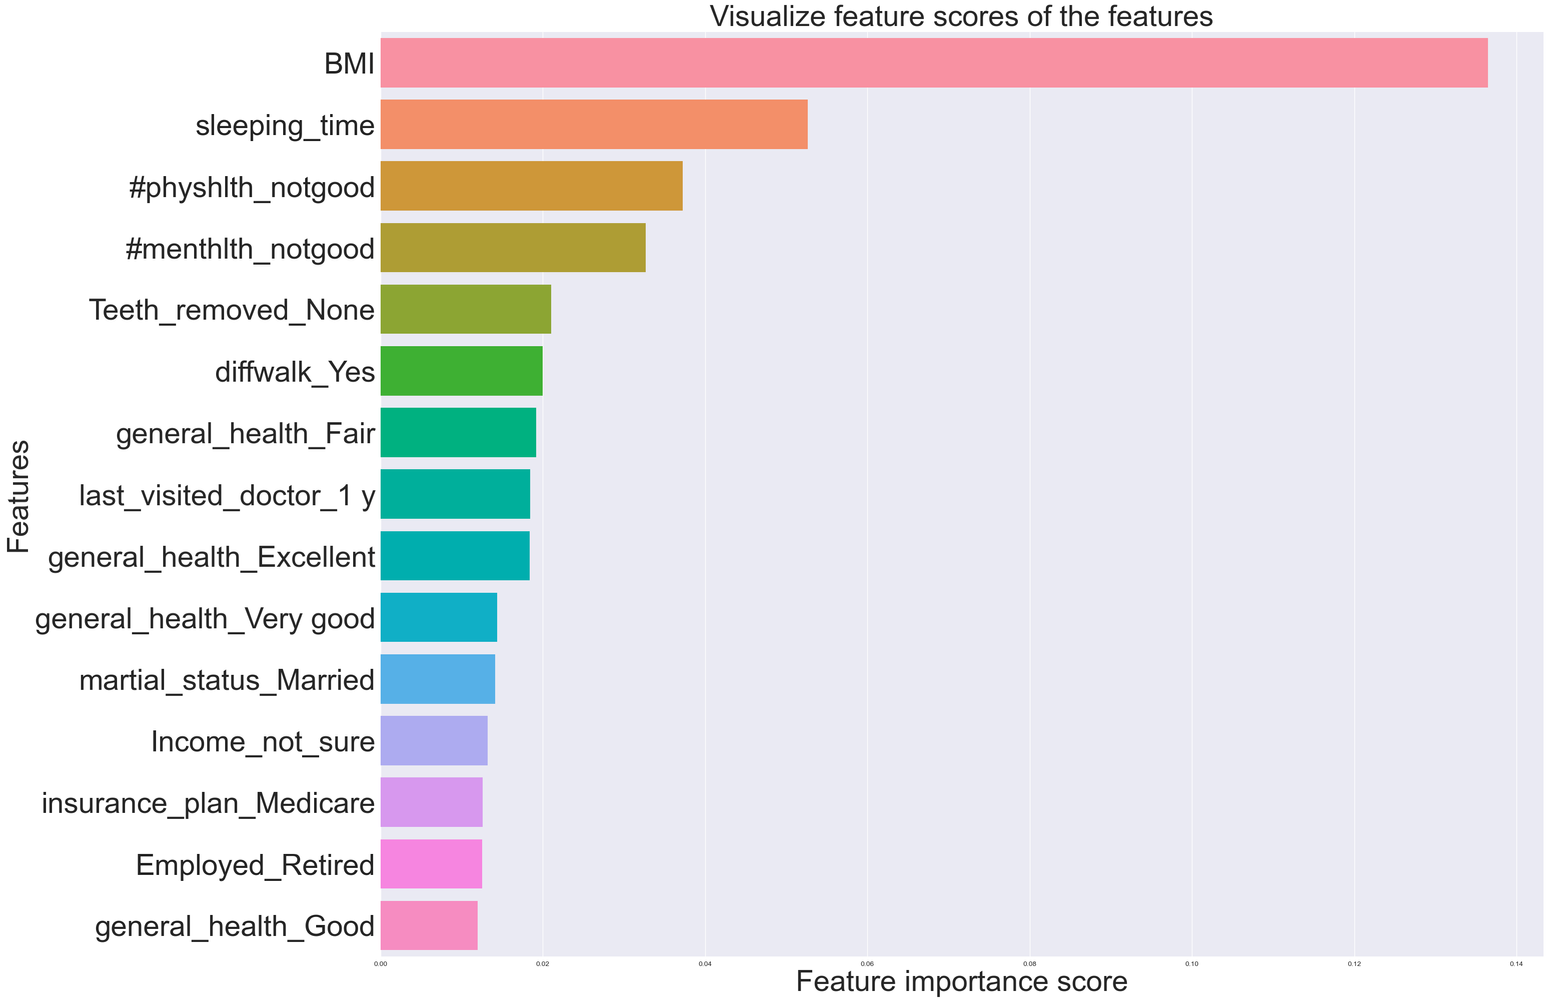 Visualize feature scores of the features
BMI
sleeping_time
#physhlth_notgood
#menthlth_notgood
Teeth_removed_None
diffwalk_Yes
general_health_Fair
last_visited_doctor_1 y
general_health_Excellent
general_health_Very good
martial_status_Married
Income_not_sure
insurance_plan_Medicare
Employed_Retired
general_health_Good
Features
0.00 0.02 0.04 0.06 0.08 0.10 0.12 0.14
Feature importance score